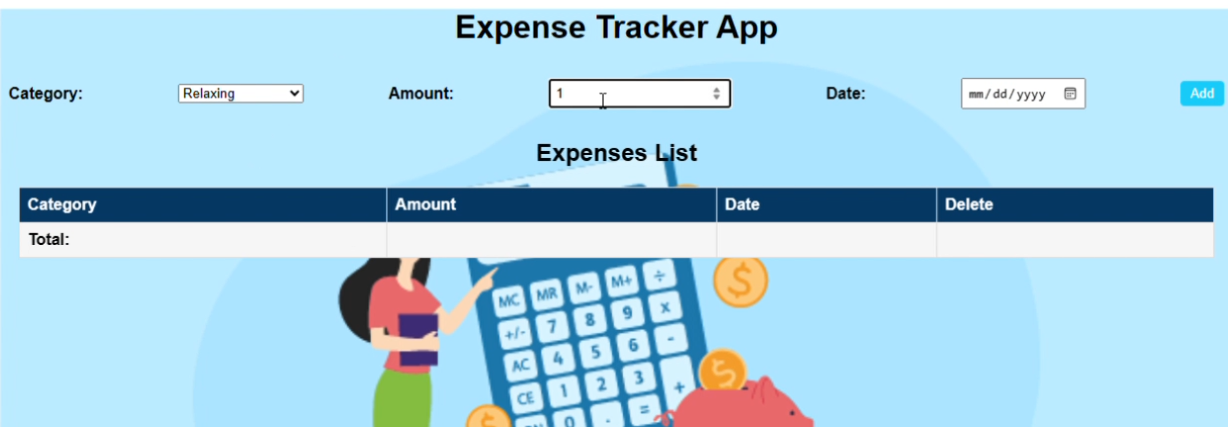 Expense Tracker App
Category: Relaxing Amount: 1 Date: mm/dd/yyyy Add
Expenses List
Category Amount Date Delete
Total:
MC MR M- M+ ÷
+/- 7 8 9 x
AC 4 5 6 -
CE 1 2 3 +
0 . =